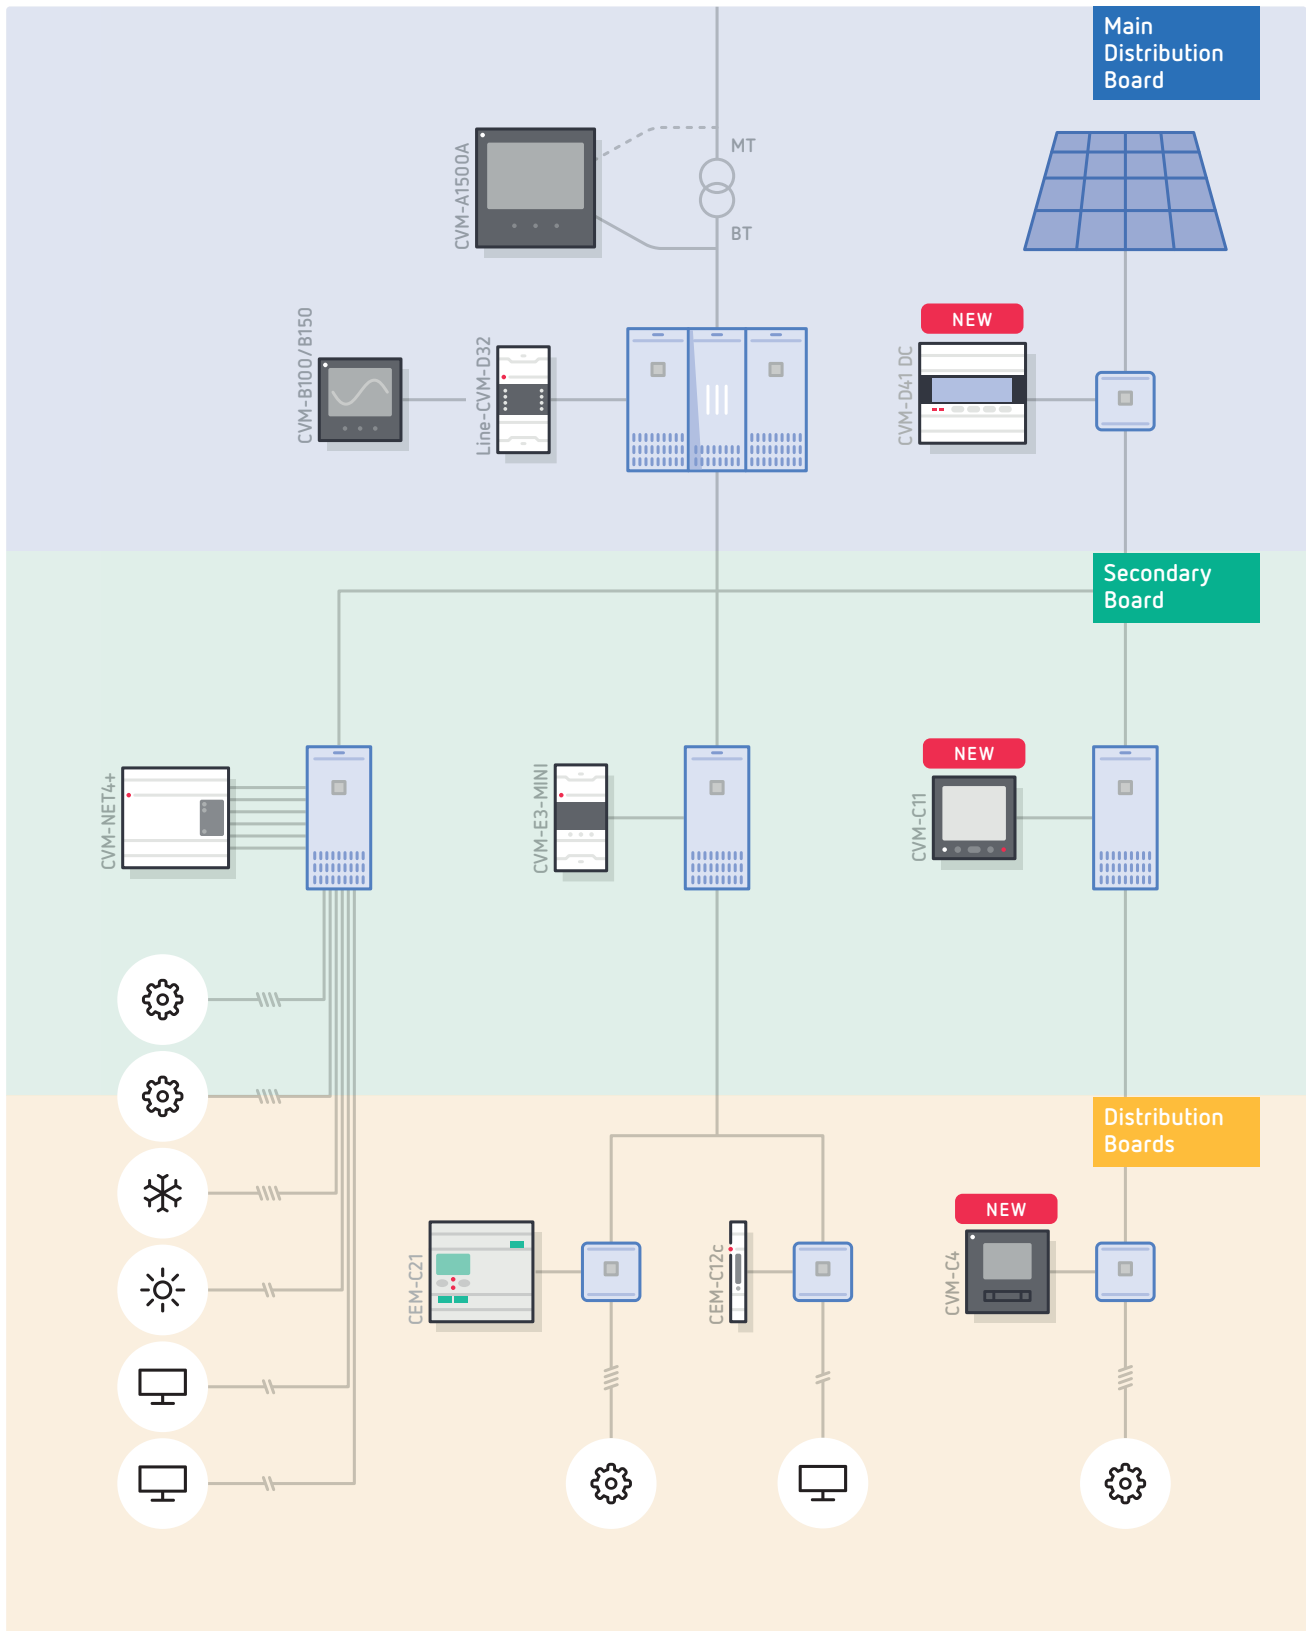 Main
Distribution
Board
MT
CVM-A1500A
BT
NEW
CVM-B100/B150
Line-CVM-D32
CVM-D41 DC
Secondary
Board
NEW
CVM-NET4+
CVM-E3-MINI
CVM-C11
Distribution
Boards
NEW
CEM-C21
CEM-C12c
CVM-C4